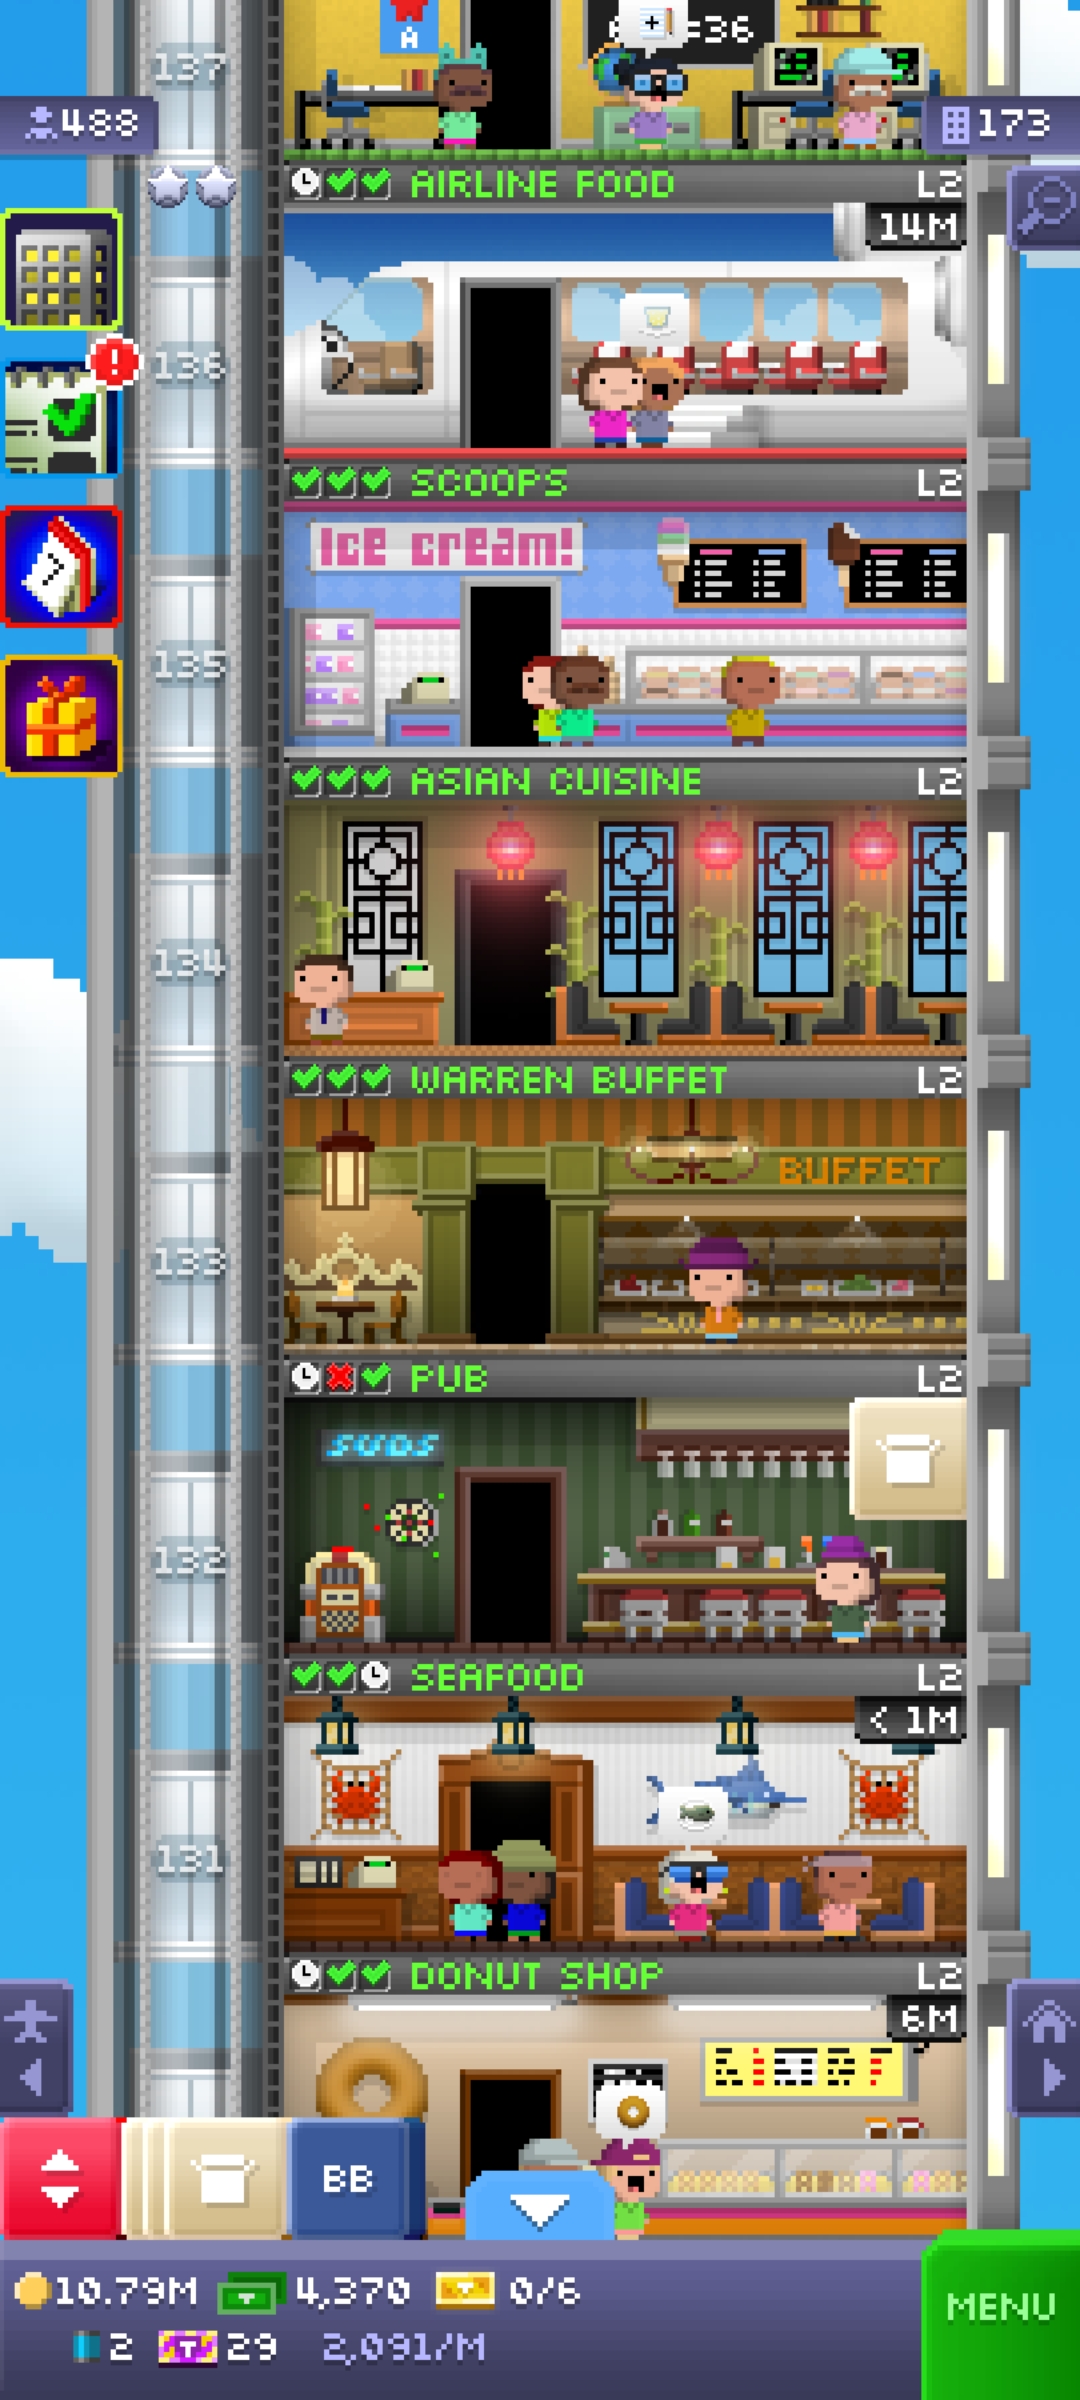 137
A
=36
488
173
AIRLINE FOOD
L2
14M
136
SCOOPS
L2
Ice cream!
135
ASIAN CUISINE
L2
134
WARREN BUFFET
L2
BUFFET
133
PUB
L2
SUDS
132
SEAFOOD
L2
< 1M
131
DONUT SHOP
L2
6M
BB
10.79M
4,370
0/6
MENU
2
29
2,091/M